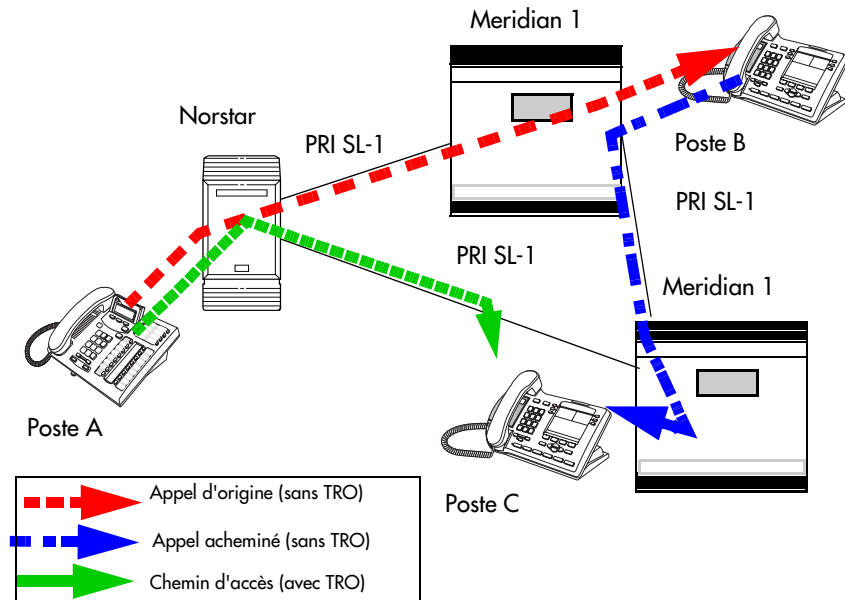 Meridian 1
Norstar
PRI SL-1
Poste B
PRI SL-1
PRI SL-1
Meridian 1
Poste A
Poste C
Appel d'origine (sans TRO)
Appel acheminé (sans TRO)
Chemin d'accès (avec TRO)